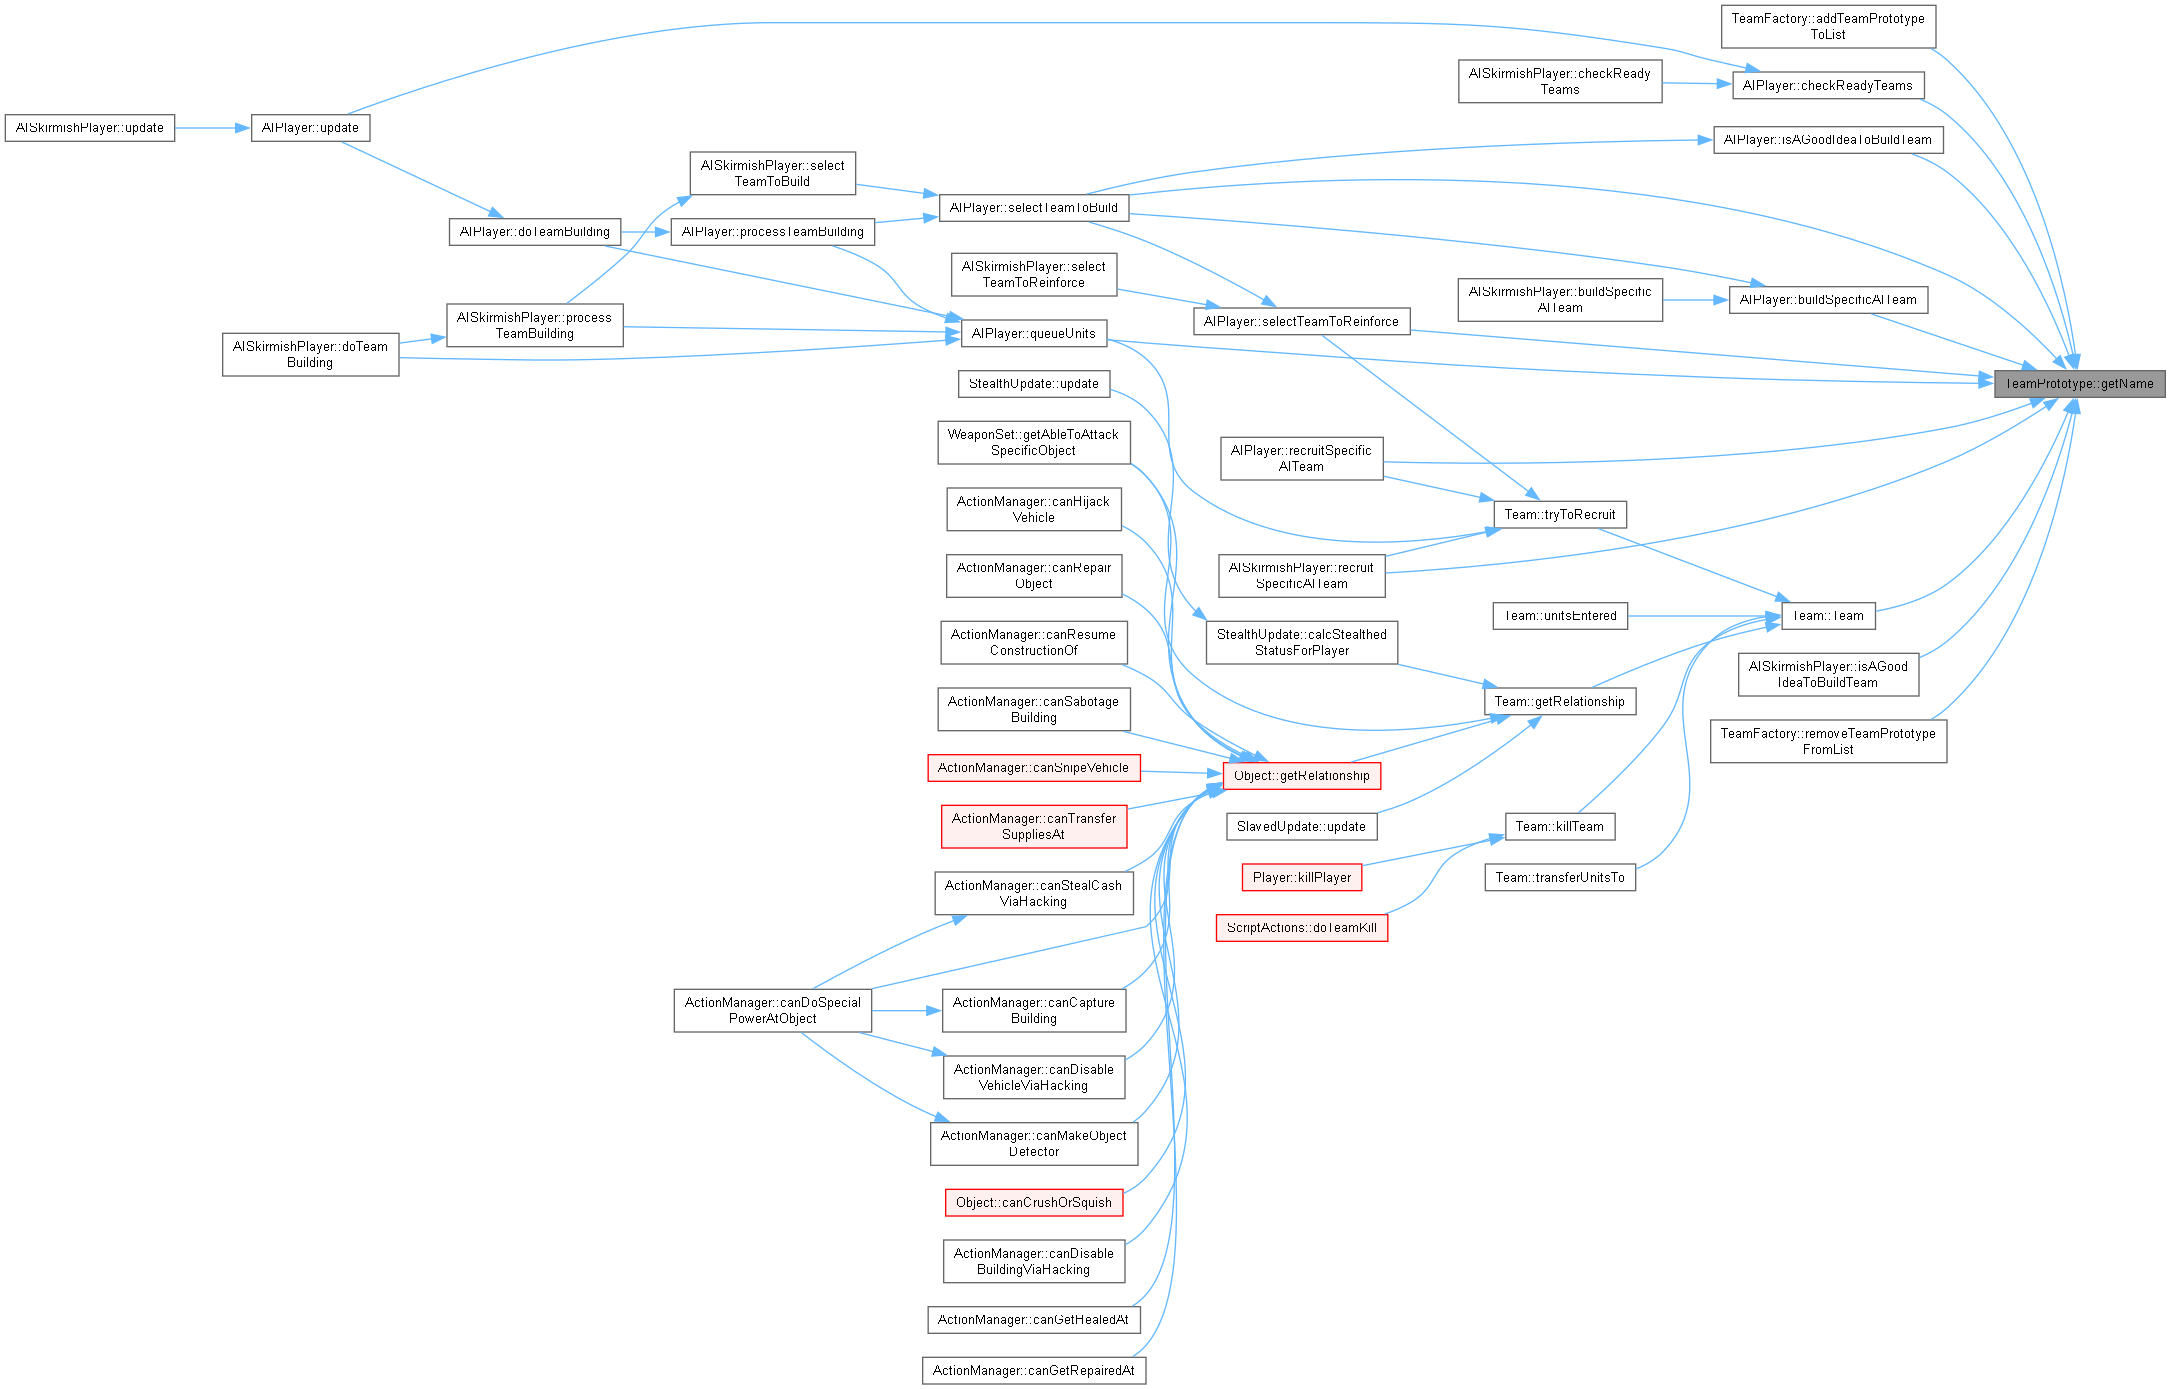 TeamFactory::addTeamPrototype
ToList
AIPlayer::checkReadyTeams
AISkirmishPlayer::checkReady
Teams
AISkirmishPlayer::update
AIPlayer::update
AIPlayer::isAGoodIdeaToBuildTeam
AISkirmishPlayer::select
TeamToBuild
AIPlayer::selectTeamToBuild
AIPlayer::doTeamBuilding
AIPlayer::processTeamBuilding
AISkirmishPlayer::select
TeamToReinforce
AISkirmishPlayer::buildSpecific
AITeam
AIPlayer::buildSpecificAITeam
AIPlayer::selectTeamToReinforce
AISkirmishPlayer::process
TeamBuilding
AIPlayer::queueUnits
AISkirmishPlayer::doTeam
Building
StealthUpdate::update
TeamPrototype::getName
WeaponSet::getAbleToAttack
SpecificObject
AIPlayer::recruitSpecific
AITeam
ActionManager::canHijack
Vehicle
Team::tryToRecruit
ActionManager::canRepair
Object
AISkirmishPlayer::recruit
SpecificAITeam
Team::unitsEntered
Team::Team
ActionManager::canResume
ConstructionOf
StealthUpdate::calcStealthed
StatusForPlayer
AISkirmishPlayer::isAGood
IdeaToBuildTeam
ActionManager::canSabotage
Building
Team::getRelationship
TeamFactory::removeTeamPrototype
FromList
ActionManager::canSnipeVehicle
Object::getRelationship
ActionManager::canTransfer
SuppliesAt
SlavedUpdate::update
Team::killTeam
ActionManager::canStealCash
ViaHacking
Player::killPlayer
Team::transferUnitsTo
ScriptActions::doTeamKill
ActionManager::canDoSpecial
PowerAtObject
ActionManager::canCapture
Building
ActionManager::canDisable
VehicleViaHacking
ActionManager::canMakeObject
Defector
Object::canCrushOrSquish
ActionManager::canDisable
BuildingViaHacking
ActionManager::canGetHealedAt
ActionManager::canGetRepairedAt